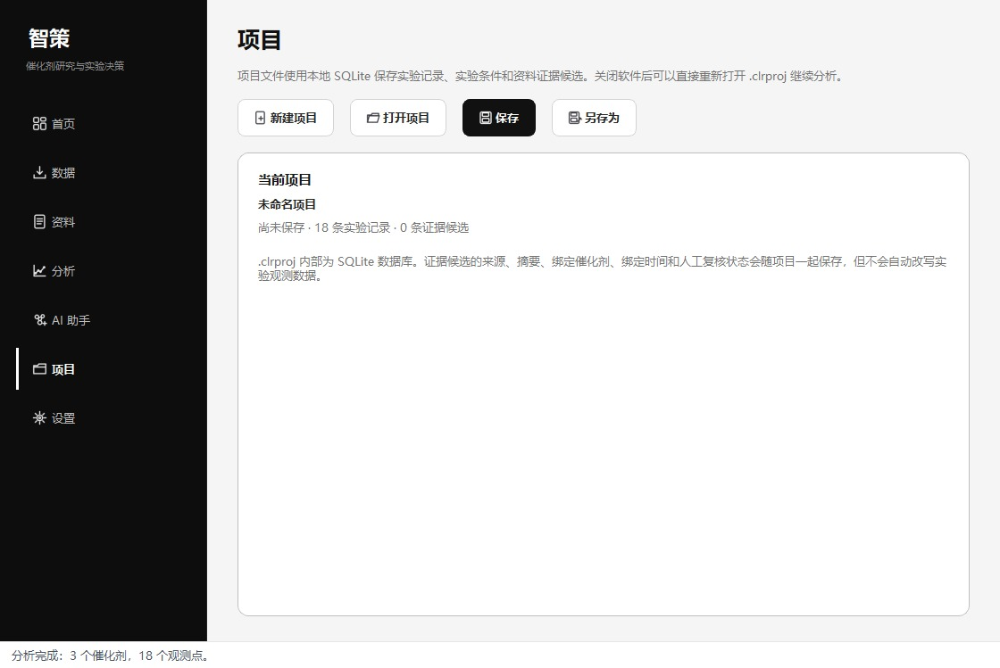 智策
催化剂研究与实验决策
首页
数据
资料
分析
AI 助手
项目
设置
项目
项目文件使用本地 SQLite 保存实验记录、实验条件和资料证据候选。关闭软件后可以直接重新打开 .clrproj 继续分析。
新建项目
打开项目
保存
另存为
当前项目
未命名项目
尚未保存 · 18 条实验记录 · 0 条证据候选
.clrproj 内部为 SQLite 数据库。证据候选的来源、摘要、绑定催化剂、绑定时间和人工复核状态会随项目一起保存，但不会自动改写实
验观测数据。
分析完成：3 个催化剂，18 个观测点。